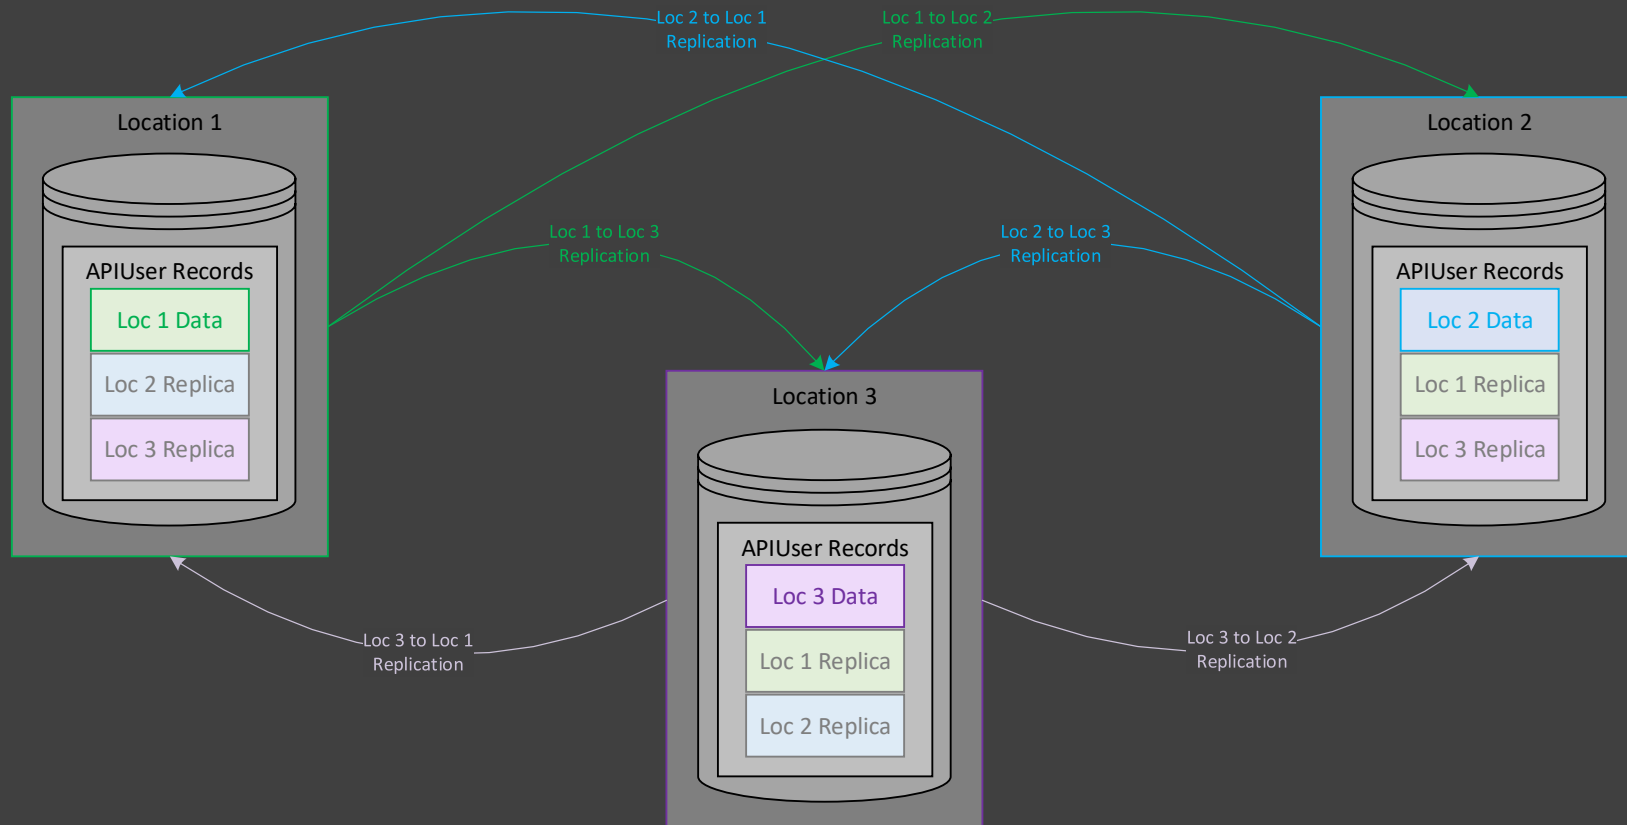 Loc 2 to Loc 1
Replication
Loc 1 to Loc 2
Replication
Location 1
APIUser Records
Loc 1 Data
Loc 2 Replica
Loc 3 Replica
Loc 1 to Loc 3
Replication
Loc 2 to Loc 3
Replication
Location 2
APIUser Records
Loc 2 Data
Loc 1 Replica
Loc 3 Replica
Location 3
APIUser Records
Loc 3 Data
Loc 1 Replica
Loc 2 Replica
Loc 3 to Loc 1
Replication
Loc 3 to Loc 2
Replication